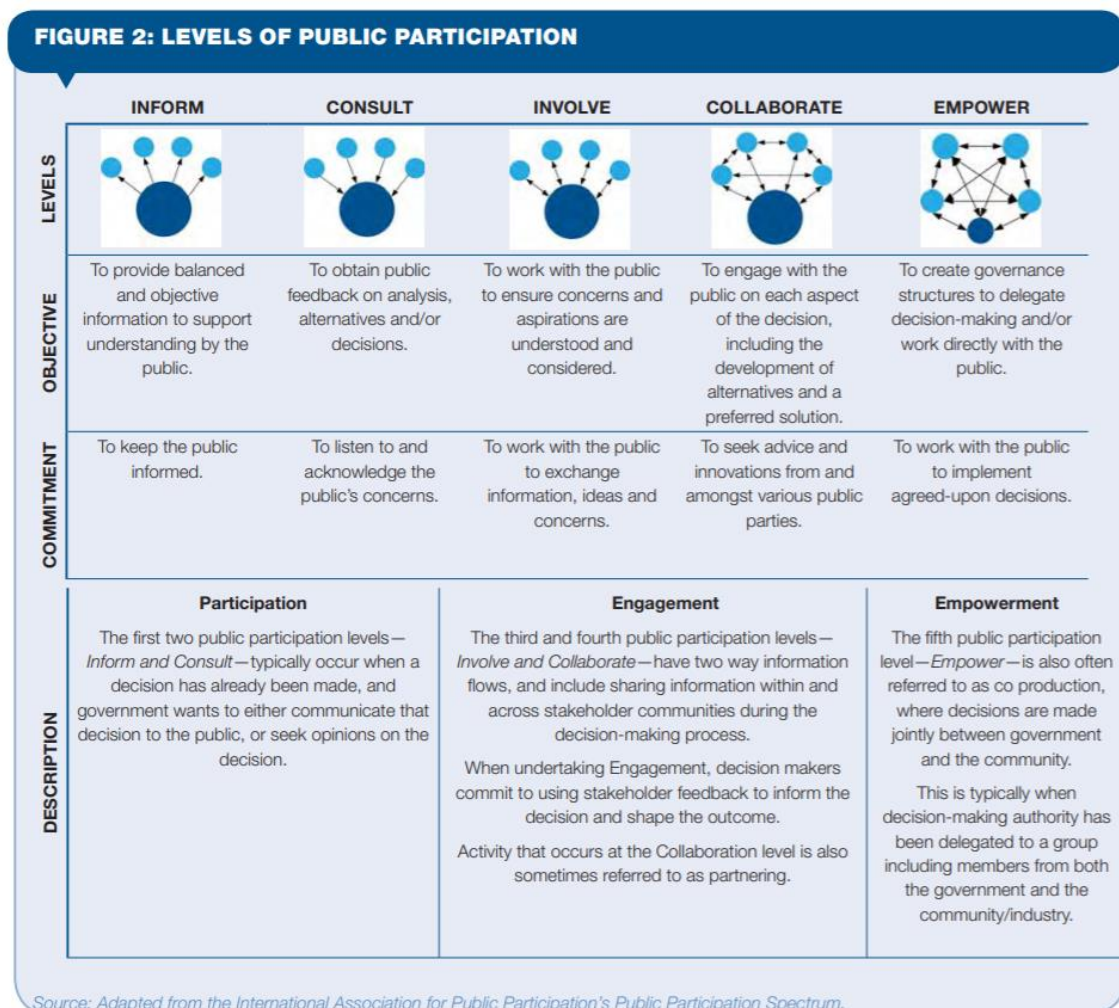 FIGURE 2: LEVELS OF PUBLIC PARTICIPATION
INFORM
CONSULT
INVOLVE
COLLABORATE
EMPOWER
LEVELS
OBJECTIVE
To provide balanced
and objective
information to support
understanding by the
public.
To obtain public
feedback on analysis,
alternatives and/or
decisions.
To work with the public
to ensure concerns and
aspirations are
understood and
considered.
To engage with the
public on each aspect
of the decision,
including the
development of
alternatives and a
preferred solution.
To create governance
structures to delegate
decision-making and/or
work directly with the
public.
COMMITMENT
To keep the public
informed.
To listen to and
acknowledge the
public's concerns.
To work with the public
to exchange
information, ideas and
concerns.
To seek advice and
innovations from and
amongst various public
parties.
To work with the public
to implement
agreed-upon decisions.
DESCRIPTION
Participation
The first two public participation levels—
Inform and Consult—typically occur when a
decision has already been made, and
government wants to either communicate that
decision to the public, or seek opinions on the
decision.
Engagement
The third and fourth public participation levels—
Involve and Collaborate—have two way information
flows, and include sharing information within and
across stakeholder communities during the
decision-making process.
When undertaking Engagement, decision makers
commit to using stakeholder feedback to inform the
decision and shape the outcome.
Activity that occurs at the Collaboration level is also
sometimes referred to as partnering.
Empowerment
The fifth public participation
level—Empower—is also often
referred to as co production,
where decisions are made
jointly between government
and the community.
This is typically when
decision-making authority has
been delegated to a group
including members from both
the government and the
community/industry.
Source: Adapted from the International Association for Public Participation's Public Participation Spectrum.